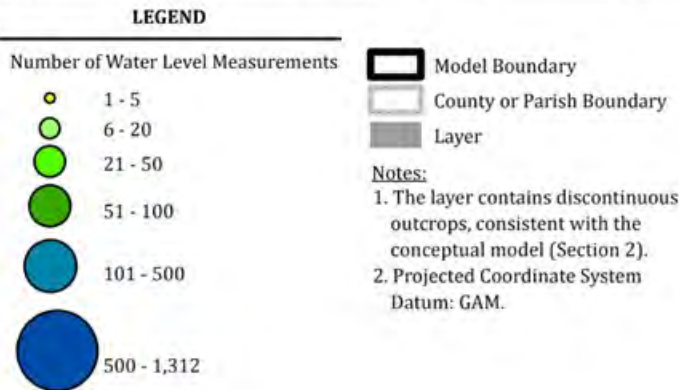 LEGEND
Number of Water Level Measurements
1 - 5
6 - 20
21 - 50
51 - 100
101 - 500
500 - 1,312
Model Boundary
County or Parish Boundary
Layer
Notes:
1. The layer contains discontinuous
outcrops, consistent with the
conceptual model (Section 2).
2. Projected Coordinate System
Datum: GAM.